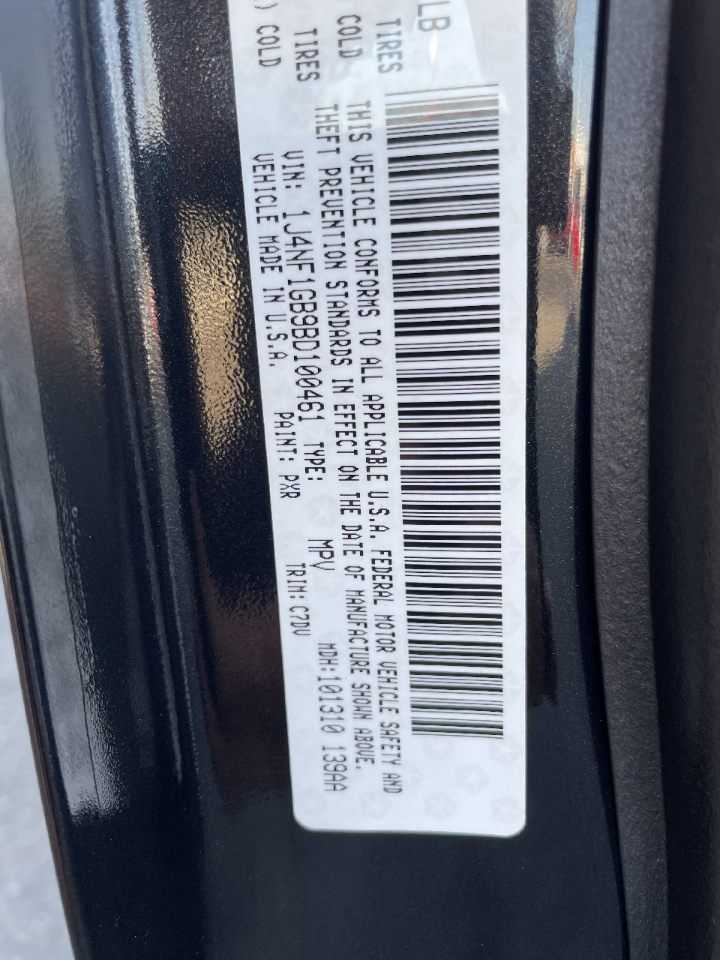 LB
TIRES
COLD
TIRES
) COLD
THIS VEHICLE CONFORMS TO ALL APPLICABLE U.S.A. FEDERAL MOTOR VEHICLE SAFETY AND
THEFT PREVENTION STANDARDS IN EFFECT ON THE DATE OF MANUFACTURE SHOWN ABOVE.
VIN: 1J4NF1GB9BD100461 TYPE: MPV MDH:101310 139AA
VEHICLE MADE IN U.S.A. PAINT: PXR TRIM: C7DV